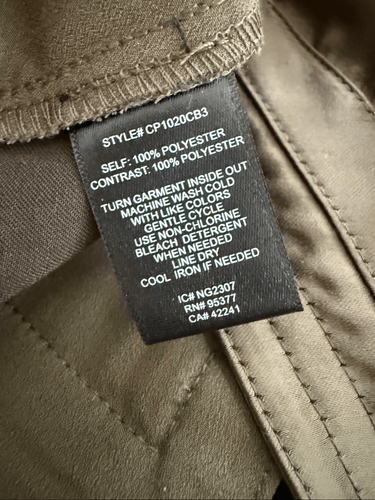 STYLE# CP1020CB3
SELF: 100% POLYESTER
CONTRAST: 100% POLYESTER
TURN GARMENT INSIDE OUT
MACHINE WASH COLD
WITH LIKE COLORS
GENTLE CYCLE
USE NON-CHLORINE
BLEACH DETERGENT
WHEN NEEDED
LINE DRY
COOL IRON IF NEEDED
IC# NG2307
RN# 95377
CA# 42241